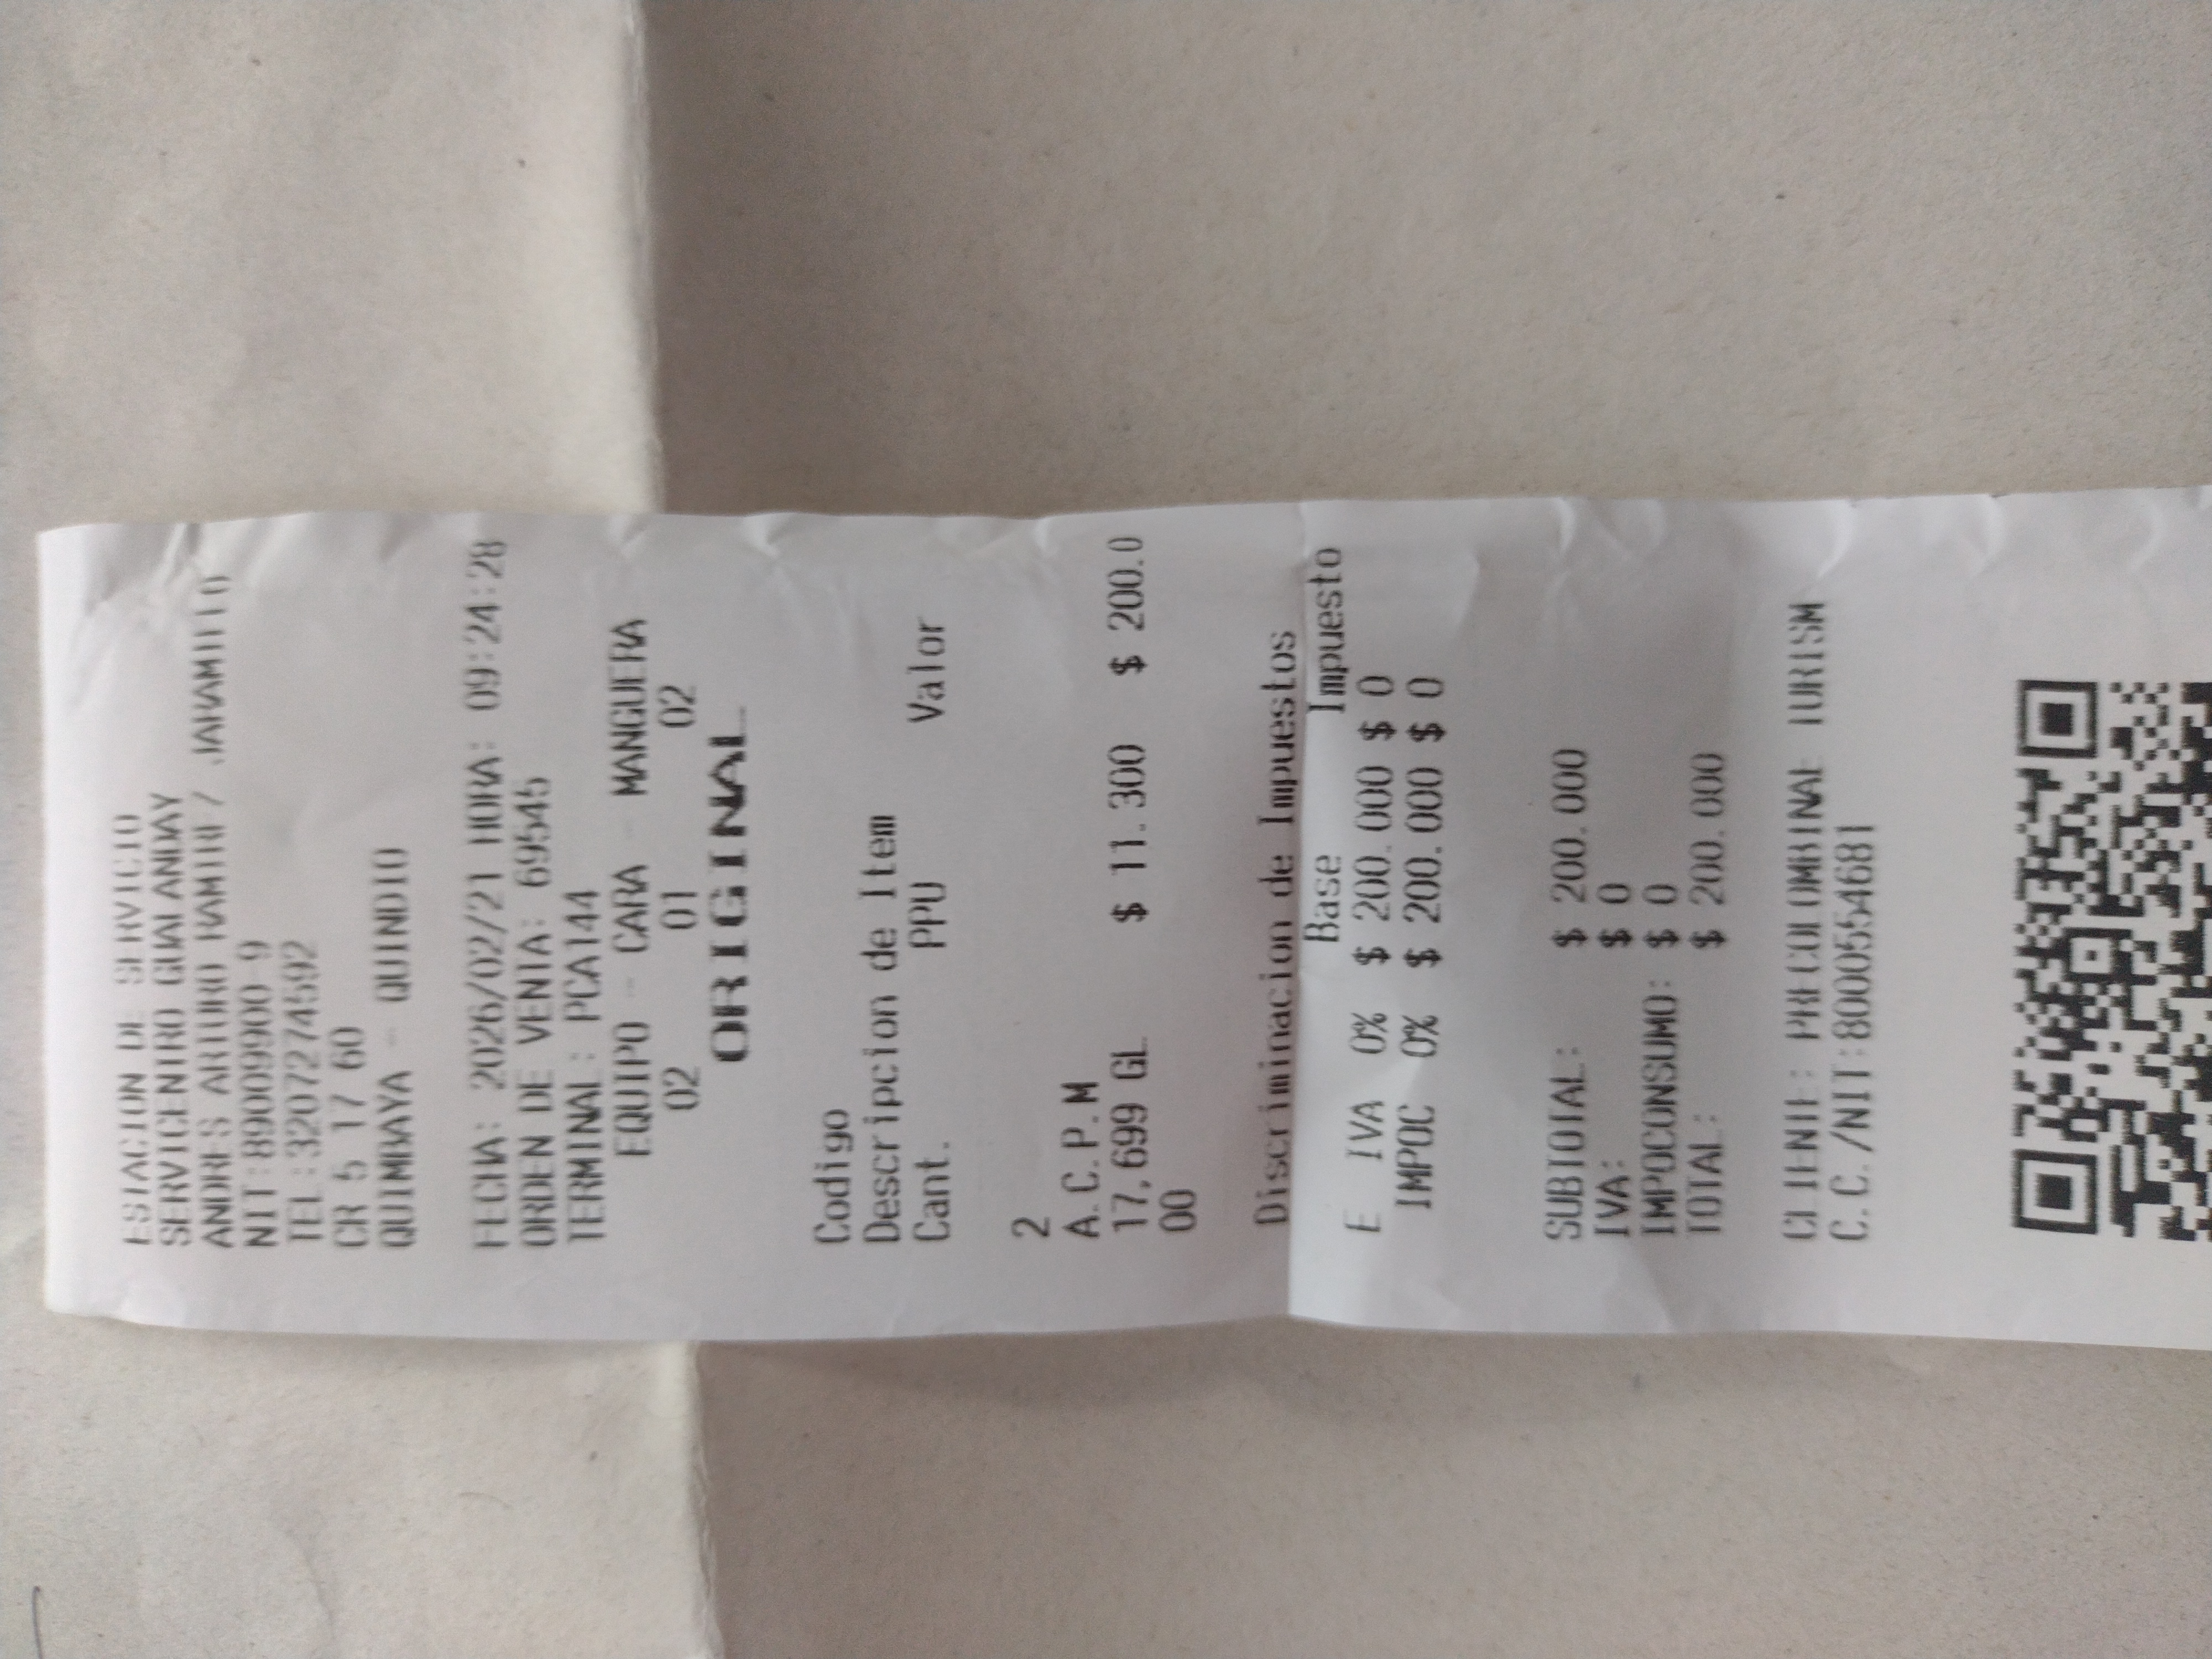 ESTACION DE SERVICIO
SERVICENTRO GUALANDAY
ANDRES ARTURO RAMIREZ JARAMILLO
NIT:89009900-9
TEL:3207274592
CR 5 17 60
QUIMBAYA - QUINDIO
FECHA: 2026/02/21 HORA: 09:24:28
ORDEN DE VENTA: 69545
TERMINAL: PCA144
EQUIPO - CARA - MANGUERA
02 01 02
ORIGINAL
Codigo
Descripcion de Item
Cant. PPU Valor
2
A.C.P.M
17,699 GL $ 11.300 $ 200.0
00
Discriminacion de Impuestos
Base Impuesto
E IVA 0% $ 200.000 $ 0
IMPOC 0% $ 200.000 $ 0
SUBTOTAL: $ 200.000
IVA: $ 0
IMPOCONSUMO: $ 0
TOTAL: $ 200.000
CLIENTE: PRECOLOMBINAE TURISM
C.C./NIT:8000554681